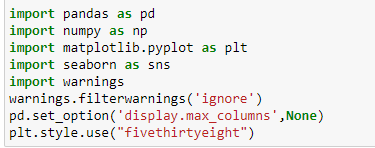 import pandas as pd
import numpy as np
import matplotlib.pyplot as plt
import seaborn as sns
import warnings
warnings.filterwarnings('ignore')
pd.set_option('display.max_columns',None)
plt.style.use("fivethirtyeight")